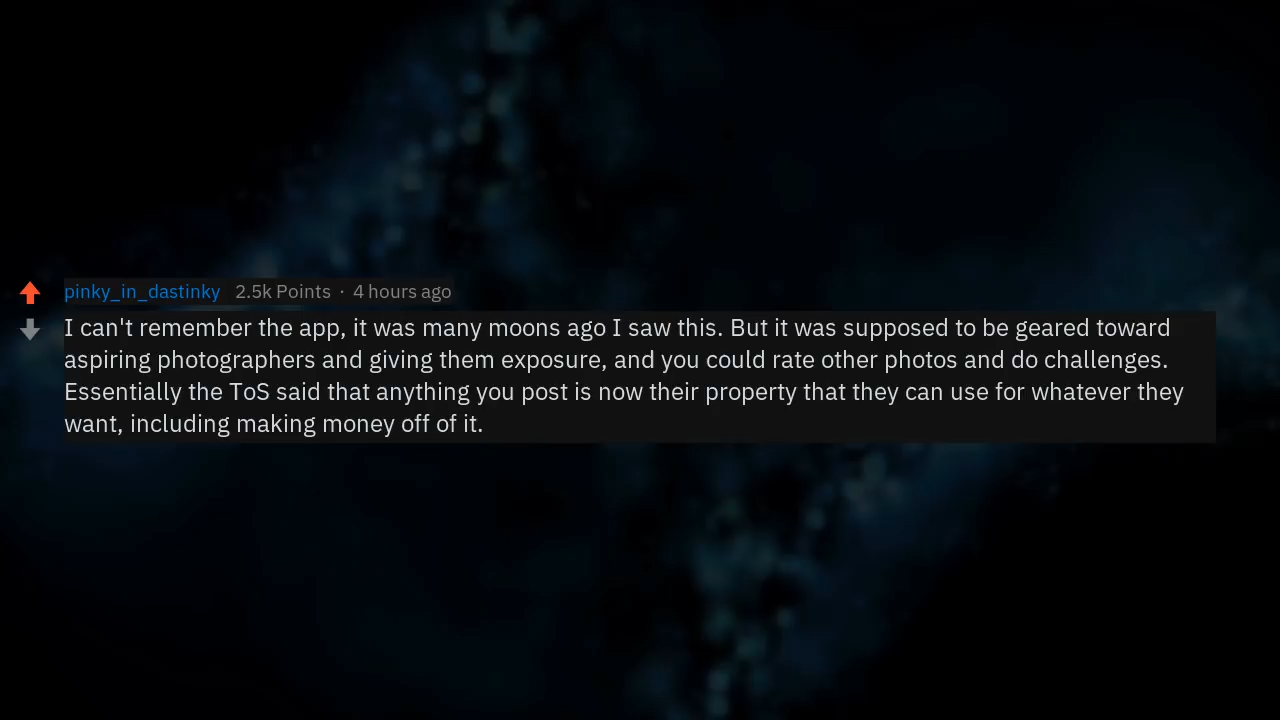 pinky_in_dastinky 2.5k Points · 4 hours ago
I can't remember the app, it was many moons ago I saw this. But it was supposed to be geared toward
aspiring photographers and giving them exposure, and you could rate other photos and do challenges.
Essentially the ToS said that anything you post is now their property that they can use for whatever they
want, including making money off of it.